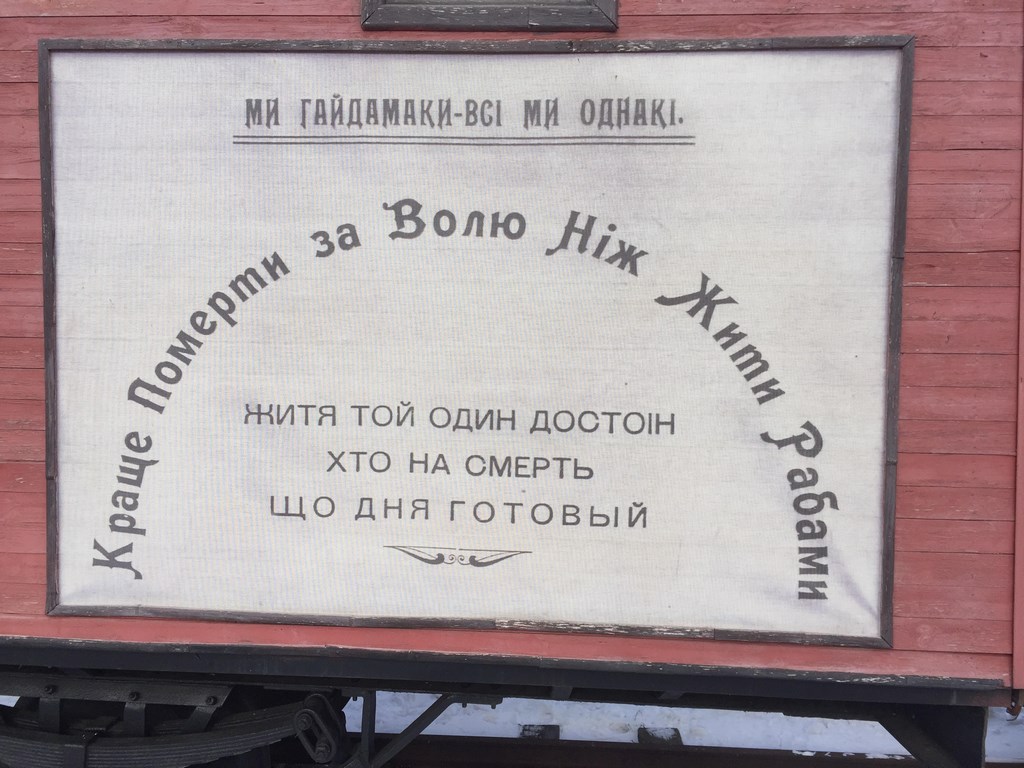 МИ ГАЙДАМАКИ-ВСІ МИ ОДНАКІ.
Краще Померти за Волю Ніж Жити Рабами
ЖИТЯ ТОЙ ОДИН ДОСТОІН
ХТО НА СМЕРТЬ
ЩО ДНЯ ГОТОВЫЙ